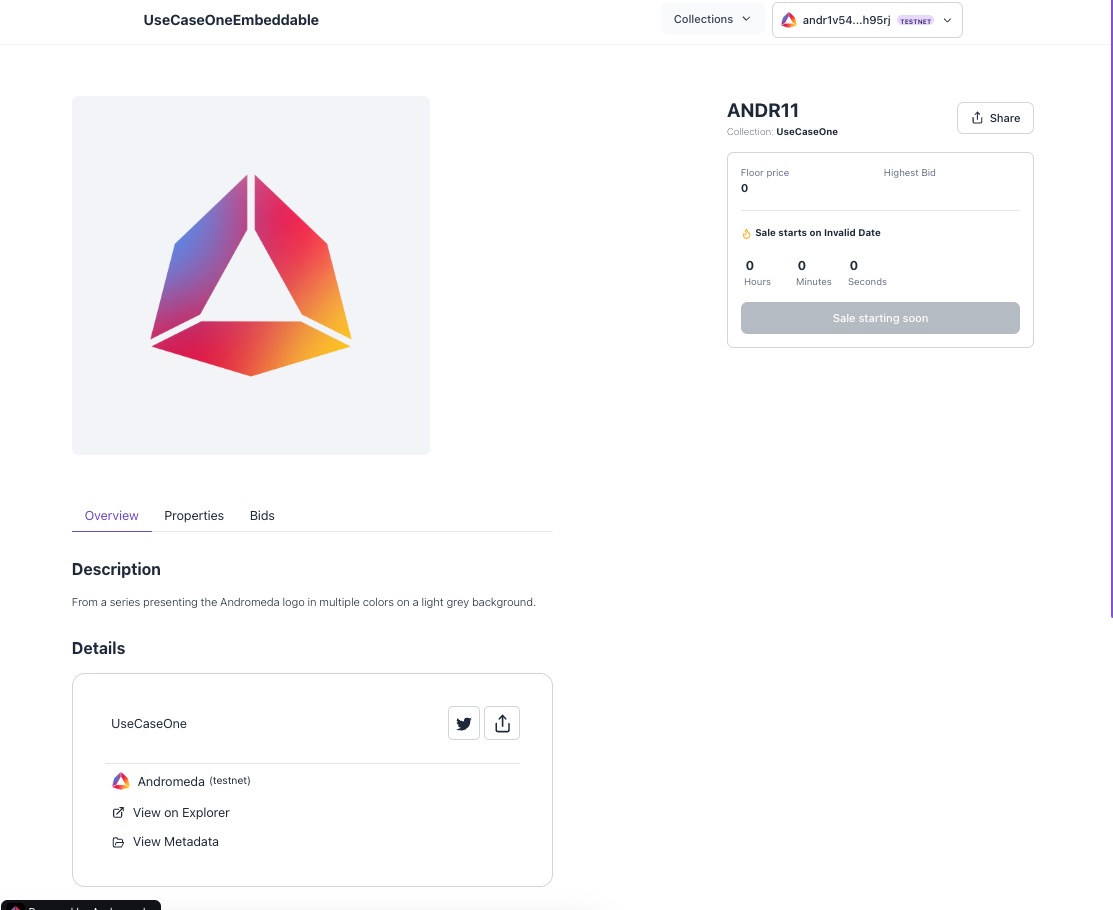 UseCaseOneEmbeddable
Collections
andr1v54...h95rj TESTNET
ANDR11
Collection: UseCaseOne
Share
Floor price
0
Highest Bid
Sale starts on Invalid Date
0 0 0
Hours Minutes Seconds
Sale starting soon
Overview Properties Bids
Description
From a series presenting the Andromeda logo in multiple colors on a light grey background.
Details
UseCaseOne
Andromeda (testnet)
View on Explorer
View Metadata